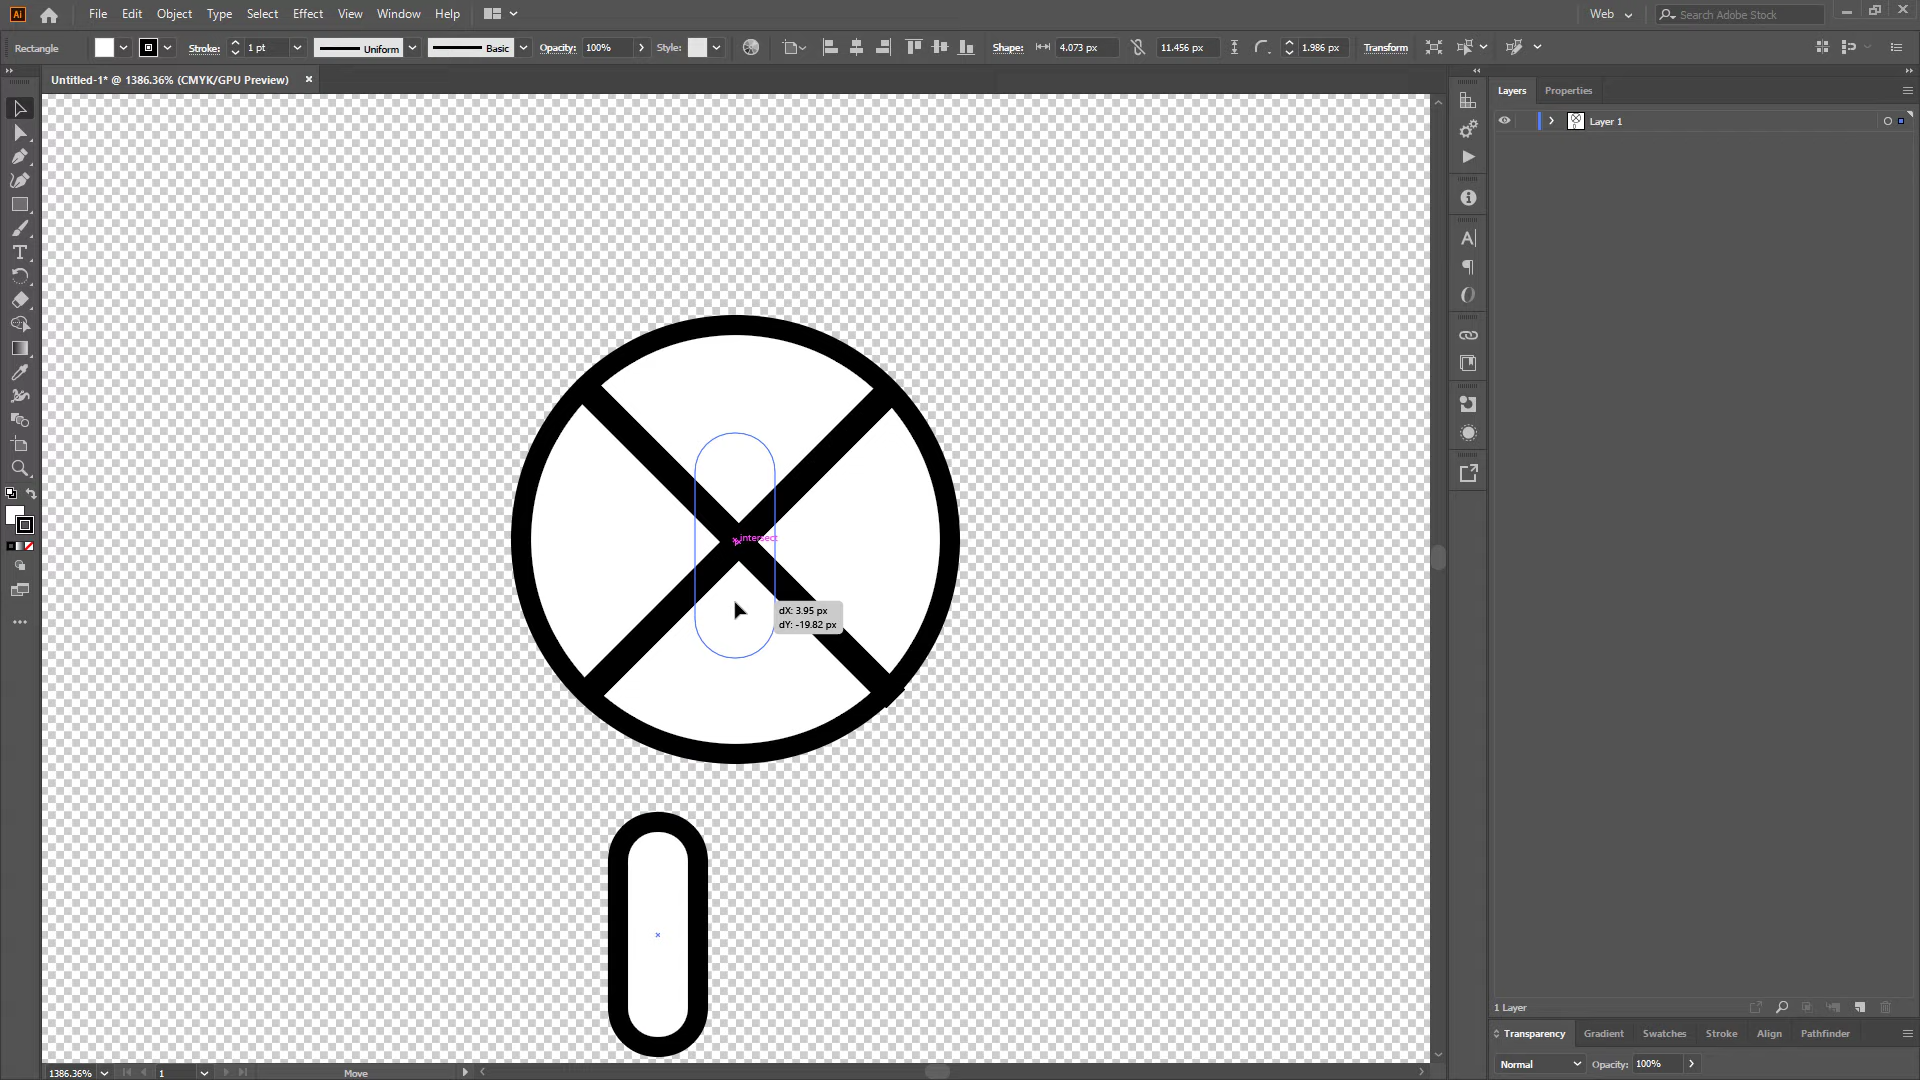 Ai File Edit Object Type Select Effect View Window Help Web Search Adobe Stock
Rectangle Stroke: 1 pt Uniform Basic Opacity: 100% Style: Shape: 4.073 px 11.456 px 1.986 px Transform
Untitled-1* @ 1386.36% (CMYK/GPU Preview) ×
Layers Properties
Layer 1
intersect
dX: 3.95 px
dY: -19.82 px
1 Layer
Transparency Gradient Swatches Stroke Align Pathfinder
Normal Opacity: 100%
1386.36% 1 Move